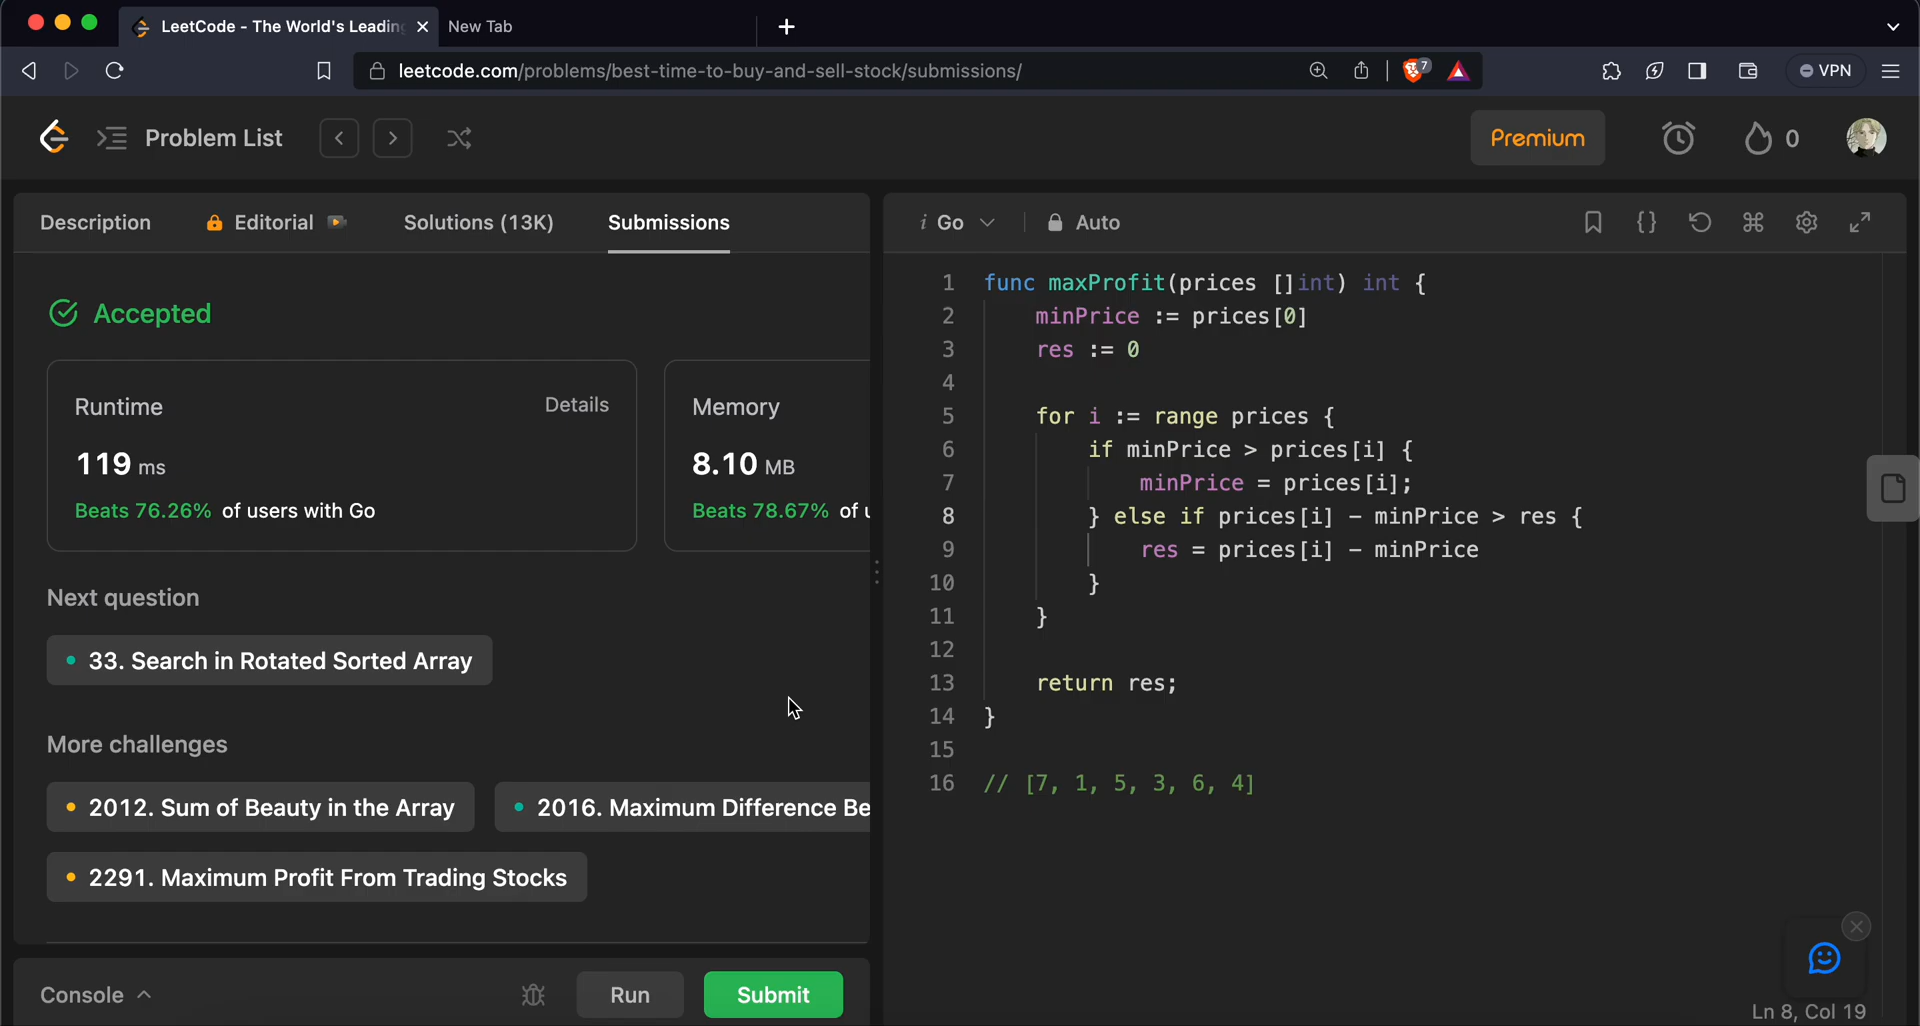 LeetCode - The World's Leadin
New Tab
leetcode.com/problems/best-time-to-buy-and-sell-stock/submissions/
7
VPN
Problem List
Premium
0
Description
Editorial
Solutions (13K)
Submissions
Accepted
Runtime
Details
119 ms
Beats 76.26% of users with Go
Memory
8.10 MB
Beats 78.67% of u
Next question
33. Search in Rotated Sorted Array
More challenges
2012. Sum of Beauty in the Array
2016. Maximum Difference Be
2291. Maximum Profit From Trading Stocks
Console
Run
Submit
i Go
Auto
1 func maxProfit(prices []int) int {
2 minPrice := prices[0]
3 res := 0
4
5 for i := range prices {
6 if minPrice > prices[i] {
7 minPrice = prices[i];
8 } else if prices[i] - minPrice > res {
9 res = prices[i] - minPrice
10 }
11 }
12
13 return res;
14 }
15
16 // [7, 1, 5, 3, 6, 4]
Ln 8, Col 19